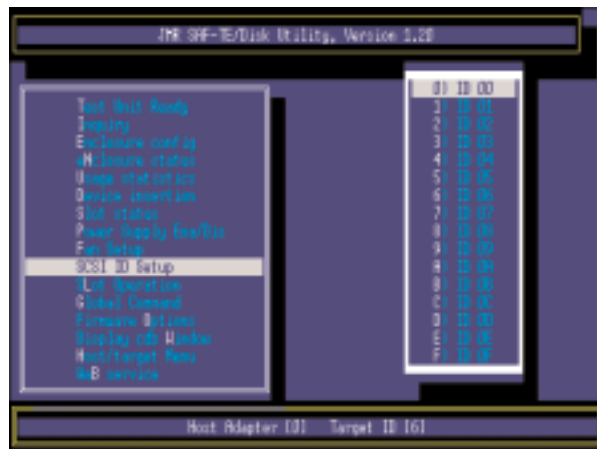 JMR SAF-TE/Disk Utility, Version 1.20
Test Unit Ready
Inquiry
Enclosure config
eNclosure status
Usage statistics
Device insertion
Slot status
Power Supply Ena/Dis
Fan Setup
SCSI ID Setup
SLot Operation
Global Command
Firmware Options
Display cdb Window
Host/target Menu
WeB service
0) ID 00
1) ID 01
2) ID 02
3) ID 03
4) ID 04
5) ID 05
6) ID 06
7) ID 07
8) ID 08
9) ID 09
A) ID 0A
B) ID 0B
C) ID 0C
D) ID 0D
E) ID 0E
F) ID 0F
Host Adapter [0] Target ID [6]